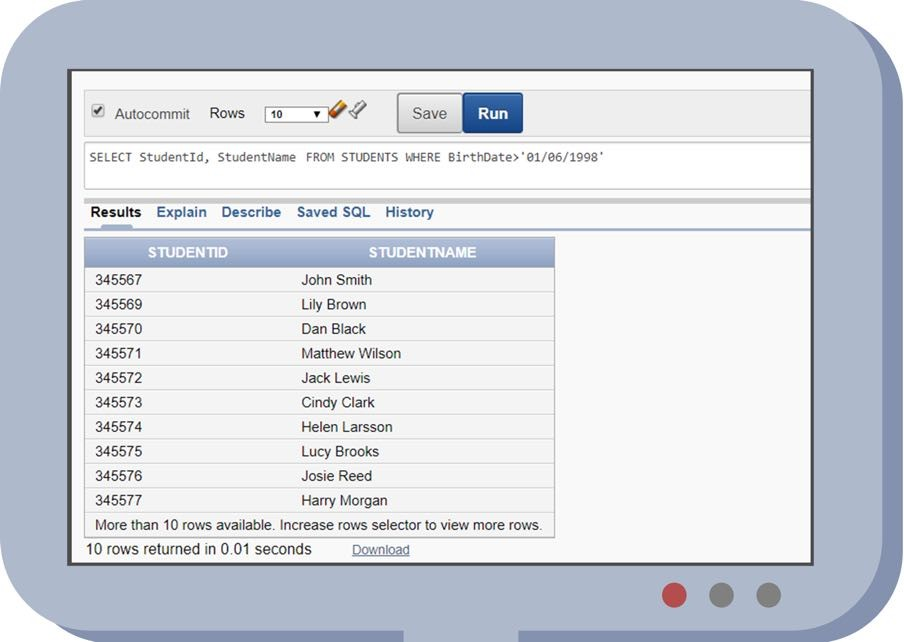 Autocommit Rows 10 Save Run
SELECT StudentId, StudentName FROM STUDENTS WHERE BirthDate>'01/06/1998'
Results Explain Describe Saved SQL History
STUDENTID STUDENTNAME
345567 John Smith
345569 Lily Brown
345570 Dan Black
345571 Matthew Wilson
345572 Jack Lewis
345573 Cindy Clark
345574 Helen Larsson
345575 Lucy Brooks
345576 Josie Reed
345577 Harry Morgan
More than 10 rows available. Increase rows selector to view more rows.
10 rows returned in 0.01 seconds Download